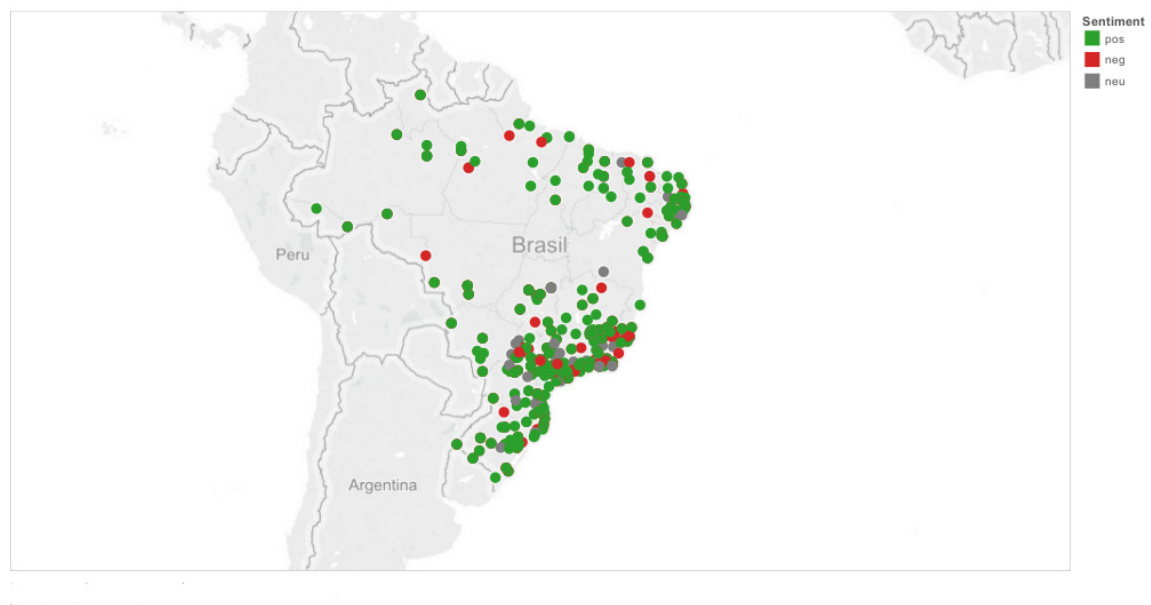 Sentiment
pos
neg
neu
Brasil
Peru
Argentina